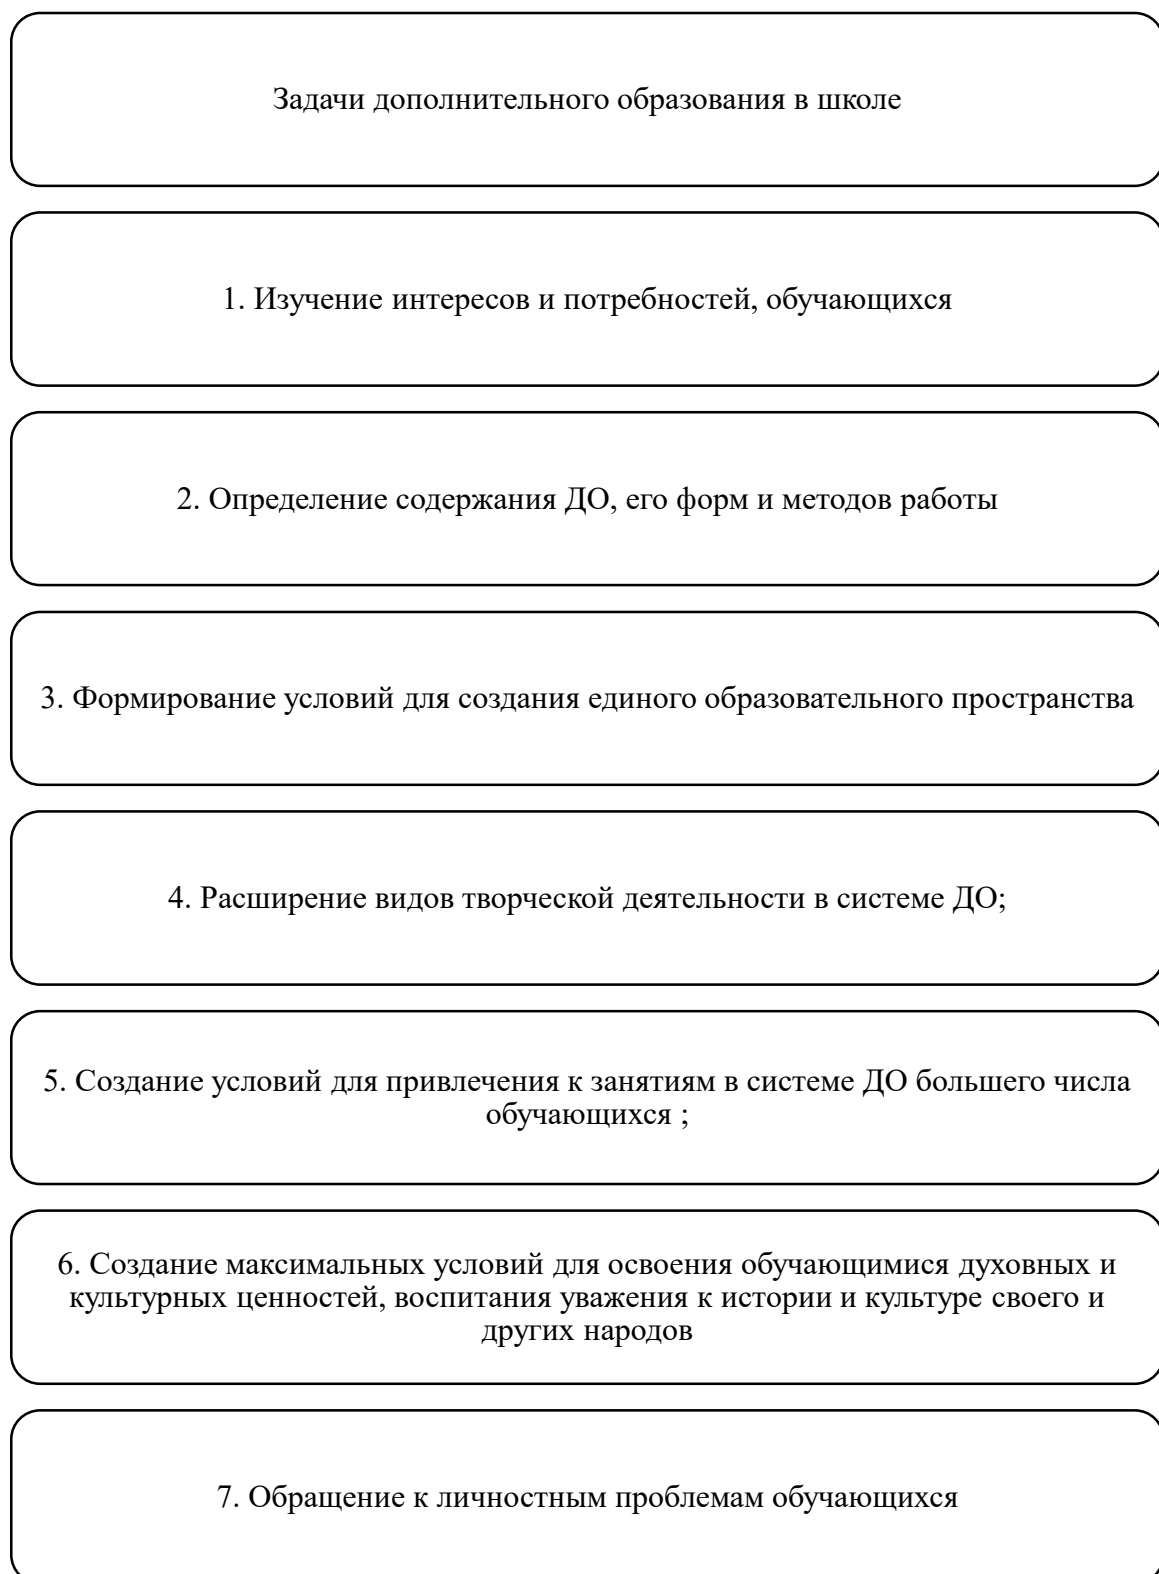 Задачи дополнительного образования в школе
1. Изучение интересов и потребностей, обучающихся
2. Определение содержания ДО, его форм и методов работы
3. Формирование условий для создания единого образовательного пространства
4. Расширение видов творческой деятельности в системе ДО;
5. Создание условий для привлечения к занятиям в системе ДО большего числа
обучающихся ;
6. Создание максимальных условий для освоения обучающимися духовных и
культурных ценностей, воспитания уважения к истории и культуре своего и
других народов
7. Обращение к личностным проблемам обучающихся